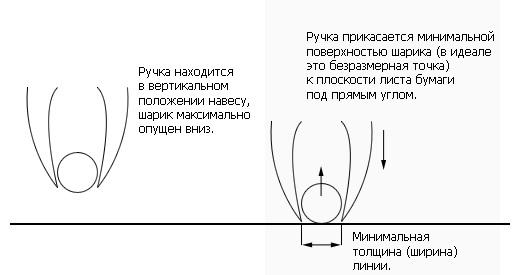 Ручка находится
в вертикальном
положении навесу,
шарик максимально
опущен вниз.
Ручка прикасается минимальной
поверхностью шарика (в идеале
это безразмерная точка)
к плоскости листа бумаги
под прямым углом.
Минимальная
толщина (ширина)
линии.